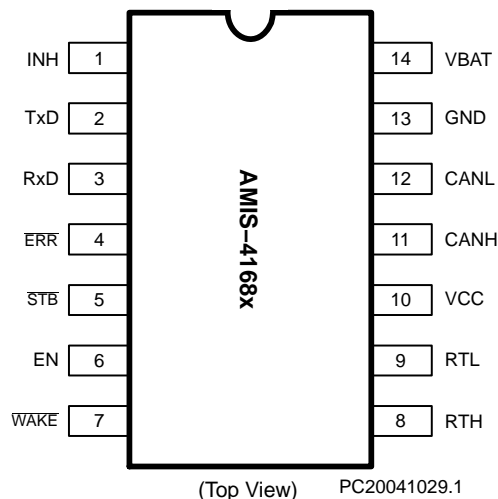 INH 1 14 VBAT
TxD 2 13 GND
RxD 3 12 CANL
ERR 4 11 CANH
STB 5 10 VCC
EN 6 9 RTL
WAKE 7 8 RTH
AMIS–4168x
(Top View) PC20041029.1